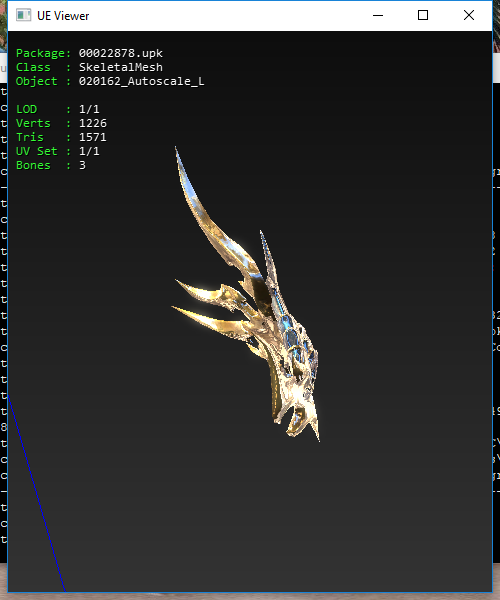 UE Viewer
Package: 00022878.upk
Class : SkeletalMesh
Object : 020162_Autoscale_L
LOD : 1/1
Verts : 1226
Tris : 1571
UV Set : 1/1
Bones : 3